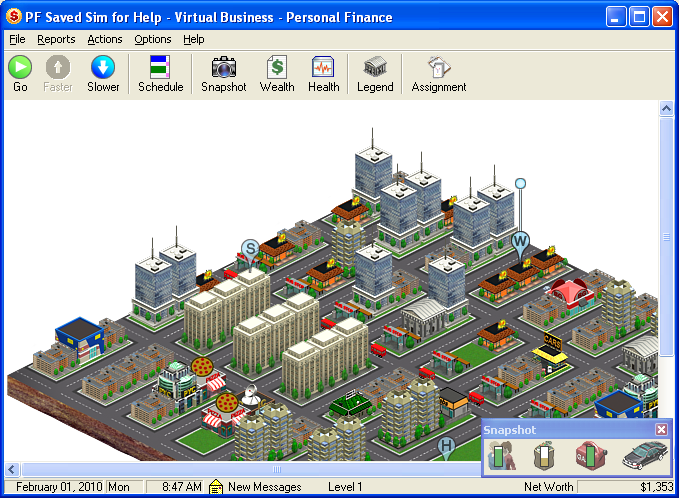 PF Saved Sim for Help - Virtual Business - Personal Finance
File Reports Actions Options Help
Go Faster Slower Schedule Snapshot Wealth Health Legend Assignment
S
W
CARS
H
Snapshot
February 01, 2010 Mon 8:47 AM New Messages Level 1 Net Worth $1,353